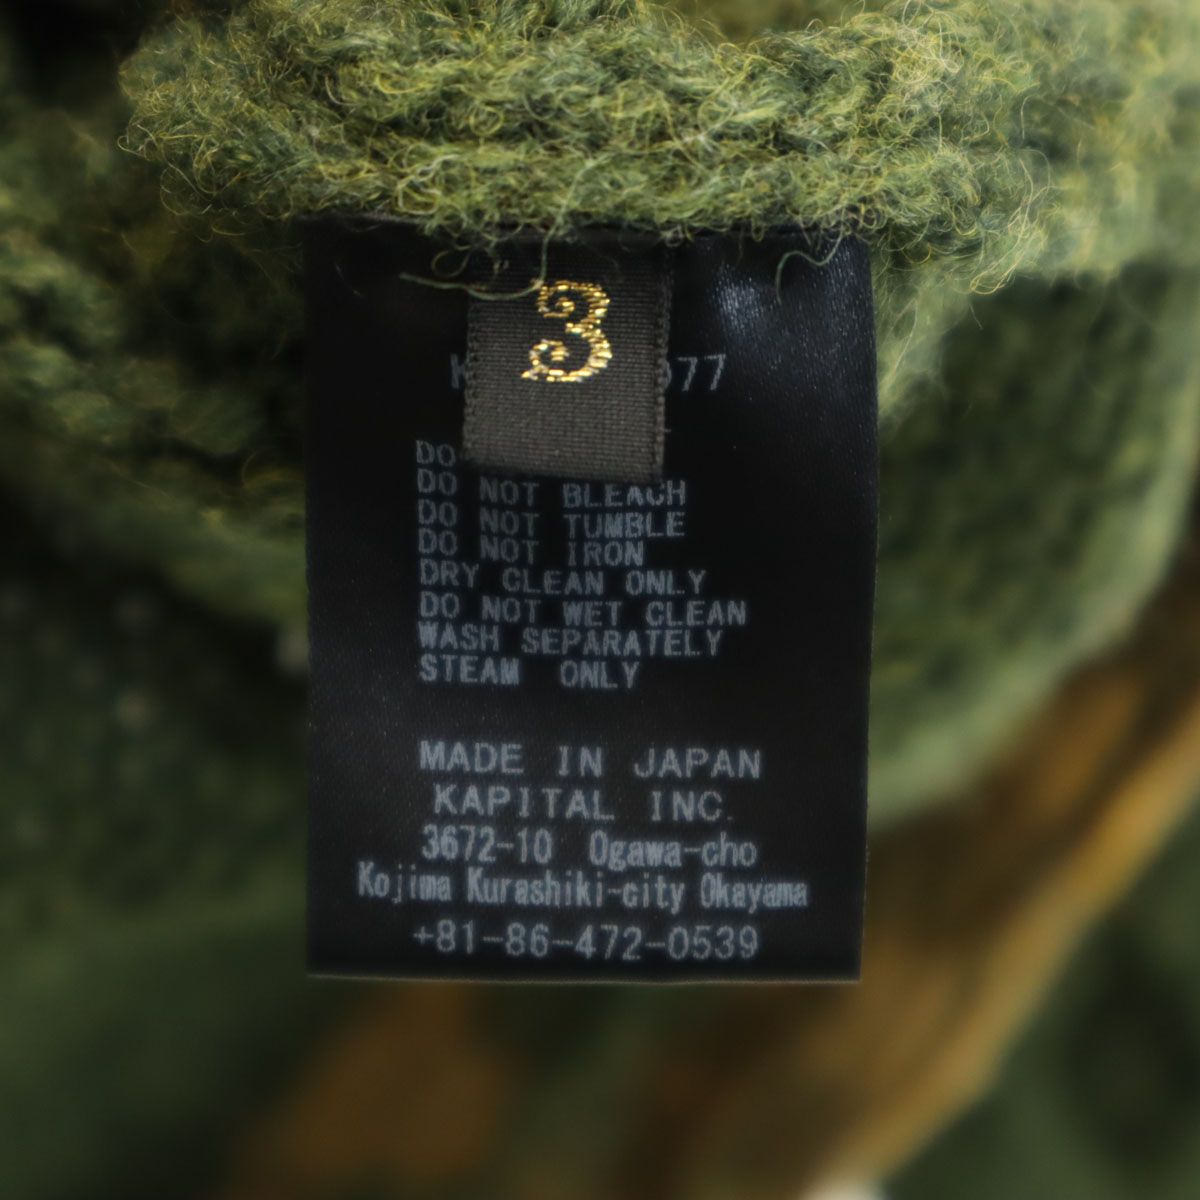 3
K 77
DO
DO NOT BLEACH
DO NOT TUMBLE
DO NOT IRON
DRY CLEAN ONLY
DO NOT WET CLEAN
WASH SEPARATELY
STEAM ONLY
MADE IN JAPAN
KAPITAL INC.
3672-10 Ogawa-cho
Kojima Kurashiki-city Okayama
+81-86-472-0539